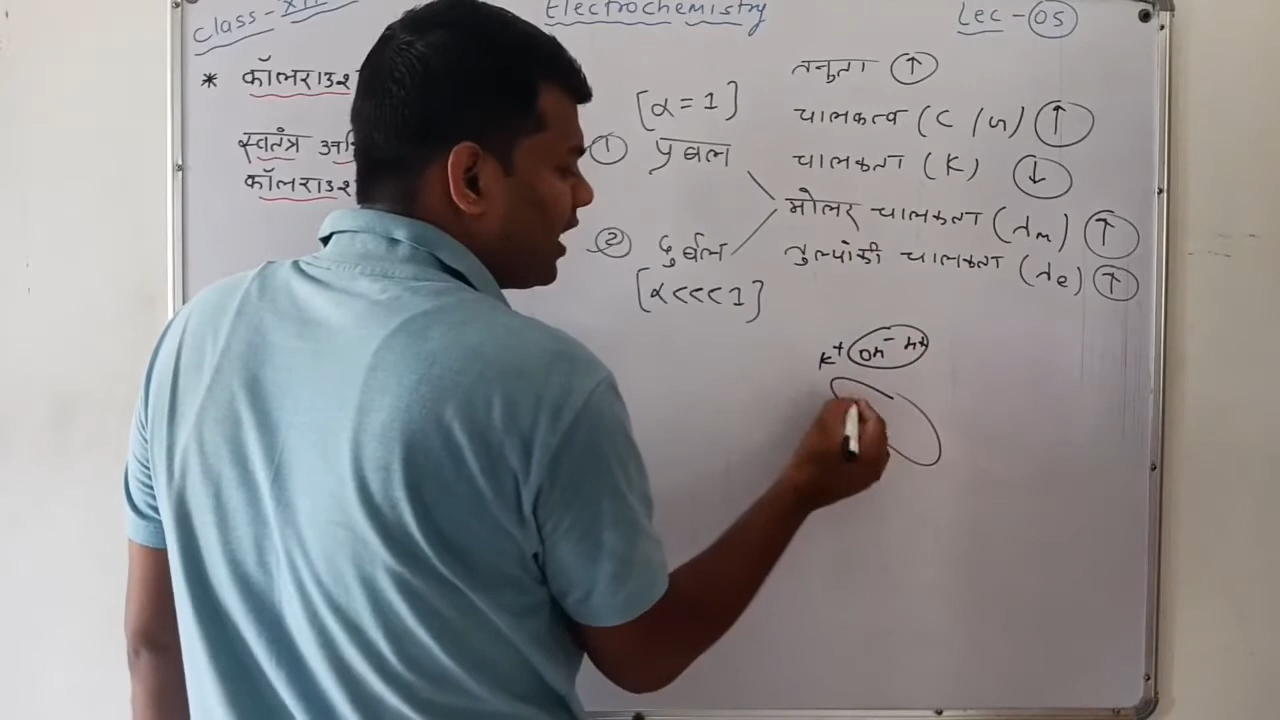 Class-XII
Electrochemistry
Lec-05
* कॉलराउश
स्वतंत्र
कॉलराउश
[α=1]
① प्रबल
② दुर्बल
[α<<<1]
तनुता ↑
चालकत्व (C/G) ↑
चालकता (K) ↓
मोलर चालकता (λm) ↑
तुल्यांकी चालकता (λe) ↑
K+ OH- H+